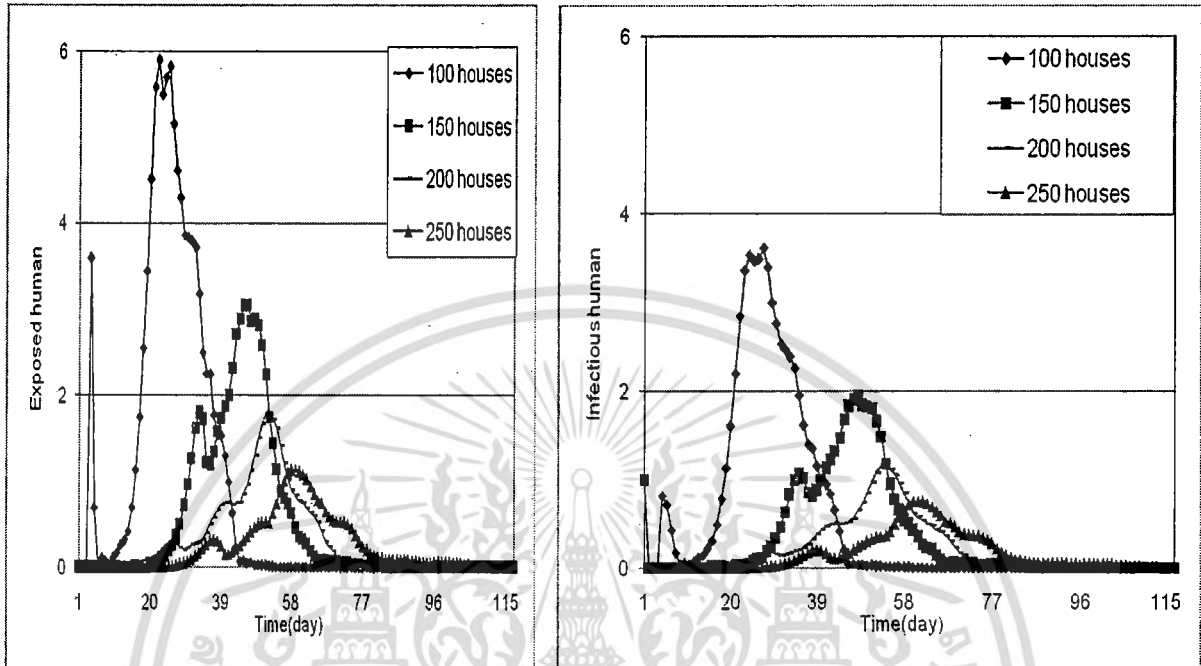 6
4
2
0
Exposed human
1 20 39 58 77 96 115
Time(day)
100 houses
150 houses
200 houses
250 houses
6
4
2
0
Infectious human
1 20 39 58 77 96 115
Time(day)
100 houses
150 houses
200 houses
250 houses